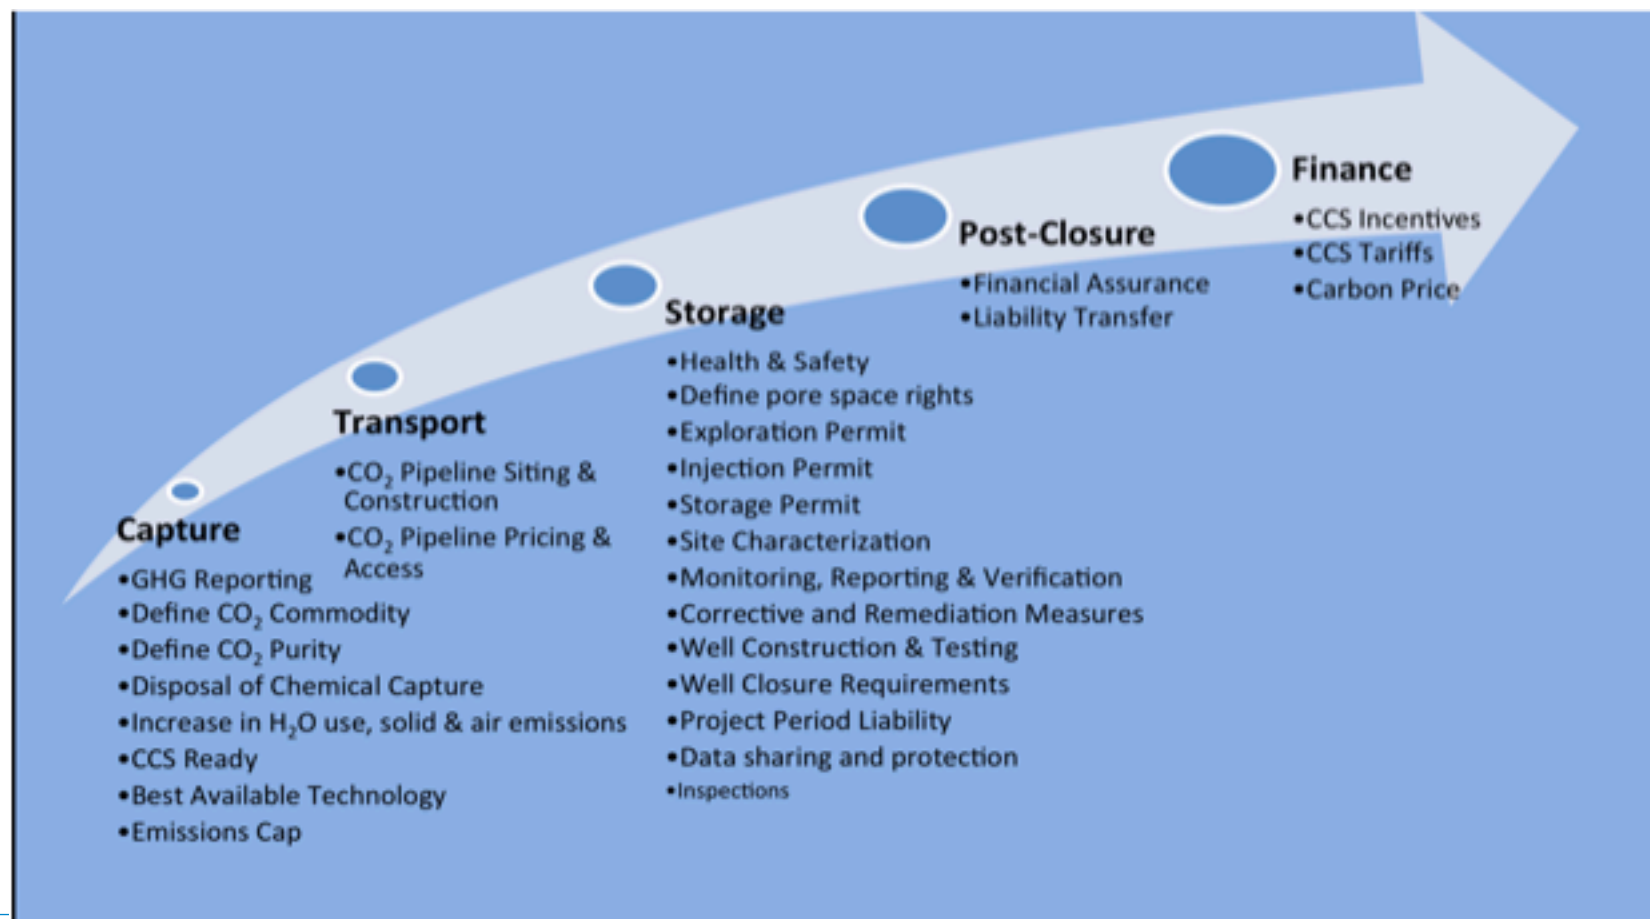 Capture
•GHG Reporting
•Define CO₂ Commodity
•Define CO₂ Purity
•Disposal of Chemical Capture
•Increase in H₂O use, solid & air emissions
•CCS Ready
•Best Available Technology
•Emissions Cap
Transport
•CO₂ Pipeline Siting &
Construction
•CO₂ Pipeline Pricing &
Access
Storage
•Health & Safety
•Define pore space rights
•Exploration Permit
•Injection Permit
•Storage Permit
•Site Characterization
•Monitoring, Reporting & Verification
•Corrective and Remediation Measures
•Well Construction & Testing
•Well Closure Requirements
•Project Period Liability
•Data sharing and protection
•Inspections
Post-Closure
•Financial Assurance
•Liability Transfer
Finance
•CCS Incentives
•CCS Tariffs
•Carbon Price